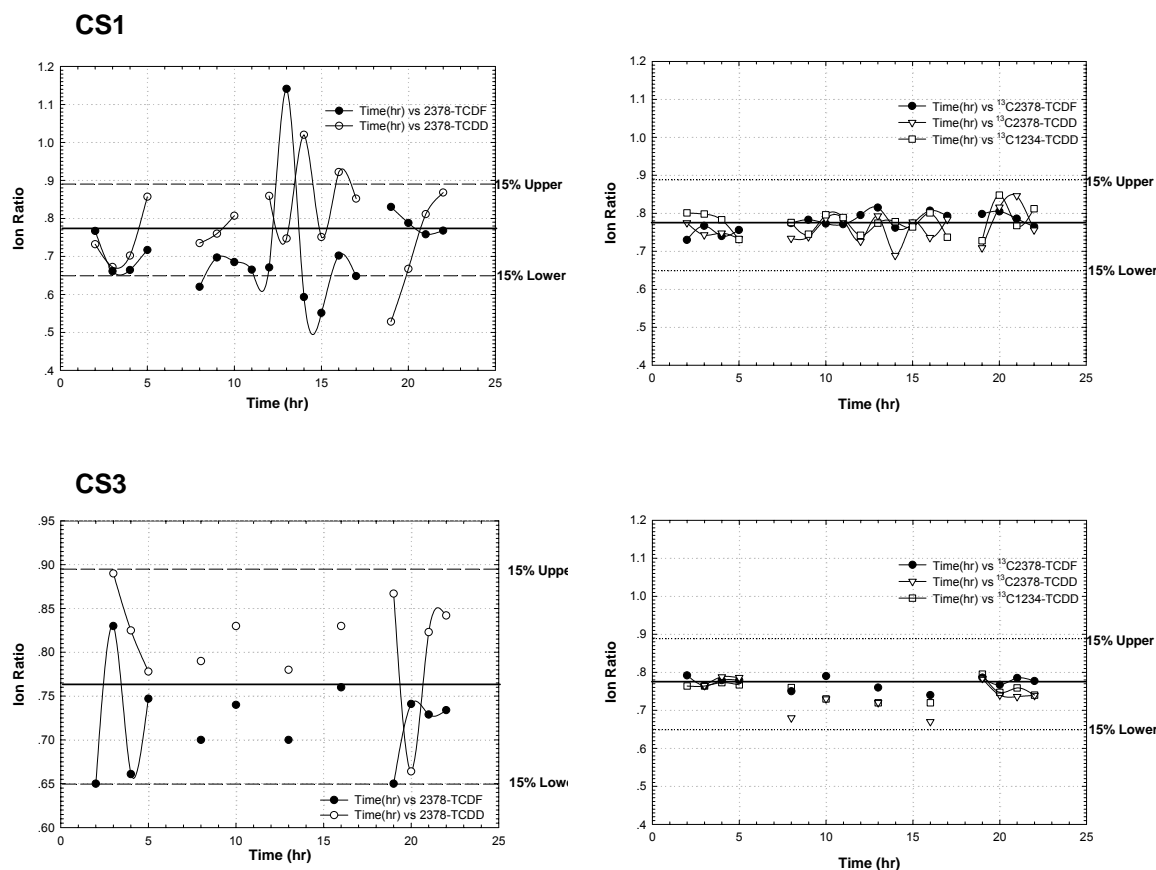 CS1
1.2
1.1
1.0
.9
.8
.7
.6
.5
.4
Ion Ratio
Time(hr) vs 2378-TCDF
Time(hr) vs 2378-TCDD
15% Upper
15% Lower
0 5 10 15 20 25
Time (hr)
1.2
1.1
1.0
.9
.8
.7
.6
.5
.4
Ion Ratio
Time(hr) vs ¹³C2378-TCDF
Time(hr) vs ¹³C2378-TCDD
Time(hr) vs ¹³C1234-TCDD
15% Upper
15% Lower
0 5 10 15 20 25
Time (hr)
CS3
.95
.90
.85
.80
.75
.70
.65
.60
Ion Ratio
15% Uppe
15% Lowe
Time(hr) vs 2378-TCDF
Time(hr) vs 2378-TCDD
0 5 10 15 20 25
Time (hr)
1.2
1.1
1.0
.9
.8
.7
.6
.5
.4
Ion Ratio
Time(hr) vs ¹³C2378-TCDF
Time(hr) vs ¹³C2378-TCDD
Time(hr) vs ¹³C1234-TCDD
15% Upper
15% Lower
0 5 10 15 20 25
Time (hr)